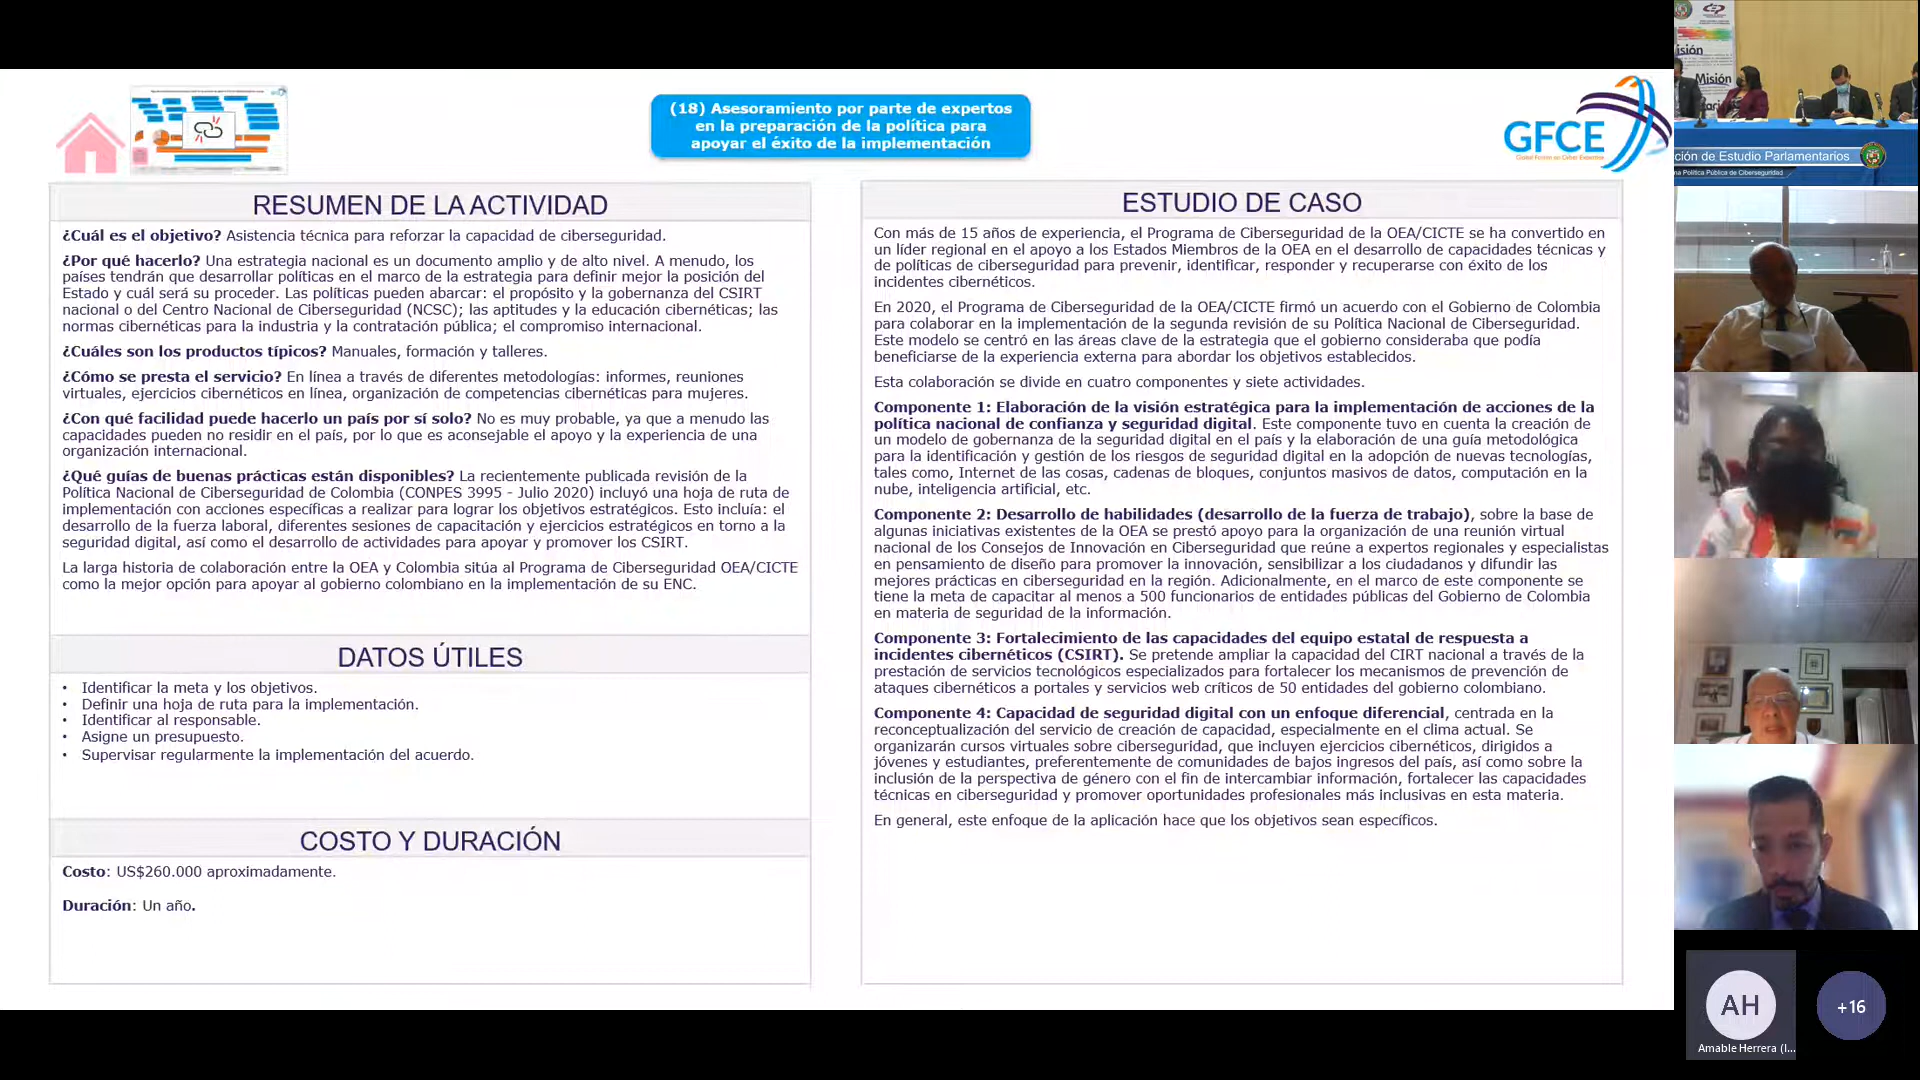 (18) Asesoramiento por parte de expertos
en la preparación de la política para
apoyar el éxito de la implementación
GFCE
Global Forum on Cyber Expertise
RESUMEN DE LA ACTIVIDAD
¿Cuál es el objetivo? Asistencia técnica para reforzar la capacidad de ciberseguridad.
¿Por qué hacerlo? Una estrategia nacional es un documento amplio y de alto nivel. A menudo, los
países tendrán que desarrollar políticas en el marco de la estrategia para definir mejor la posición del
Estado y cuál será su proceder. Las políticas pueden abarcar: el propósito y la gobernanza del CSIRT
nacional o del Centro Nacional de Ciberseguridad (NCSC); las aptitudes y la educación cibernéticas; las
normas cibernéticas para la industria y la contratación pública; el compromiso internacional.
¿Cuáles son los productos típicos? Manuales, formación y talleres.
¿Cómo se presta el servicio? En línea a través de diferentes metodologías: informes, reuniones
virtuales, ejercicios cibernéticos en línea, organización de competencias cibernéticas para mujeres.
¿Con qué facilidad puede hacerlo un país por sí solo? No es muy probable, ya que a menudo las
capacidades pueden no residir en el país, por lo que es aconsejable el apoyo y la experiencia de una
organización internacional.
¿Qué guías de buenas prácticas están disponibles? La recientemente publicada revisión de la
Política Nacional de Ciberseguridad de Colombia (CONPES 3995 - Julio 2020) incluyó una hoja de ruta de
implementación con acciones específicas a realizar para lograr los objetivos estratégicos. Esto incluía: el
desarrollo de la fuerza laboral, diferentes sesiones de capacitación y ejercicios estratégicos en torno a la
seguridad digital, así como el desarrollo de actividades para apoyar y promover los CSIRT.
La larga historia de colaboración entre la OEA y Colombia sitúa al Programa de Ciberseguridad OEA/CICTE
como la mejor opción para apoyar al gobierno colombiano en la implementación de su ENC.
DATOS ÚTILES
• Identificar la meta y los objetivos.
• Definir una hoja de ruta para la implementación.
• Identificar al responsable.
• Asigne un presupuesto.
• Supervisar regularmente la implementación del acuerdo.
COSTO Y DURACIÓN
Costo: US$260.000 aproximadamente.
Duración: Un año.
ESTUDIO DE CASO
Con más de 15 años de experiencia, el Programa de Ciberseguridad de la OEA/CICTE se ha convertido en
un líder regional en el apoyo a los Estados Miembros de la OEA en el desarrollo de capacidades técnicas y
de políticas de ciberseguridad para prevenir, identificar, responder y recuperarse con éxito de los
incidentes cibernéticos.
En 2020, el Programa de Ciberseguridad de la OEA/CICTE firmó un acuerdo con el Gobierno de Colombia
para colaborar en la implementación de la segunda revisión de su Política Nacional de Ciberseguridad.
Este modelo se centró en las áreas clave de la estrategia que el gobierno consideraba que podía
beneficiarse de la experiencia externa para abordar los objetivos establecidos.
Esta colaboración se divide en cuatro componentes y siete actividades.
Componente 1: Elaboración de la visión estratégica para la implementación de acciones de la
política nacional de confianza y seguridad digital. Este componente tuvo en cuenta la creación de
un modelo de gobernanza de la seguridad digital en el país y la elaboración de una guía metodológica
para la identificación y gestión de los riesgos de seguridad digital en la adopción de nuevas tecnologías,
tales como, Internet de las cosas, cadenas de bloques, conjuntos masivos de datos, computación en la
nube, inteligencia artificial, etc.
Componente 2: Desarrollo de habilidades (desarrollo de la fuerza de trabajo), sobre la base de
algunas iniciativas existentes de la OEA se prestó apoyo para la organización de una reunión virtual
nacional de los Consejos de Innovación en Ciberseguridad que reúne a expertos regionales y especialistas
en pensamiento de diseño para promover la innovación, sensibilizar a los ciudadanos y difundir las
mejores prácticas en ciberseguridad en la región. Adicionalmente, en el marco de este componente se
tiene la meta de capacitar al menos a 500 funcionarios de entidades públicas del Gobierno de Colombia
en materia de seguridad de la información.
Componente 3: Fortalecimiento de las capacidades del equipo estatal de respuesta a
incidentes cibernéticos (CSIRT). Se pretende ampliar la capacidad del CIRT nacional a través de la
prestación de servicios tecnológicos especializados para fortalecer los mecanismos de prevención de
ataques cibernéticos a portales y servicios web críticos de 50 entidades del gobierno colombiano.
Componente 4: Capacidad de seguridad digital con un enfoque diferencial, centrada en la
reconceptualización del servicio de creación de capacidad, especialmente en el clima actual. Se
organizarán cursos virtuales sobre ciberseguridad, que incluyen ejercicios cibernéticos, dirigidos a
jóvenes y estudiantes, preferentemente de comunidades de bajos ingresos del país, así como sobre la
inclusión de la perspectiva de género con el fin de intercambiar información, fortalecer las capacidades
técnicas en ciberseguridad y promover oportunidades profesionales más inclusivas en esta materia.
En general, este enfoque de la aplicación hace que los objetivos sean específicos.
isión
Misión
ción de Estudio Parlamentarios
na Política Pública de Ciberseguridad
AH
Amable Herrera (I...
+16